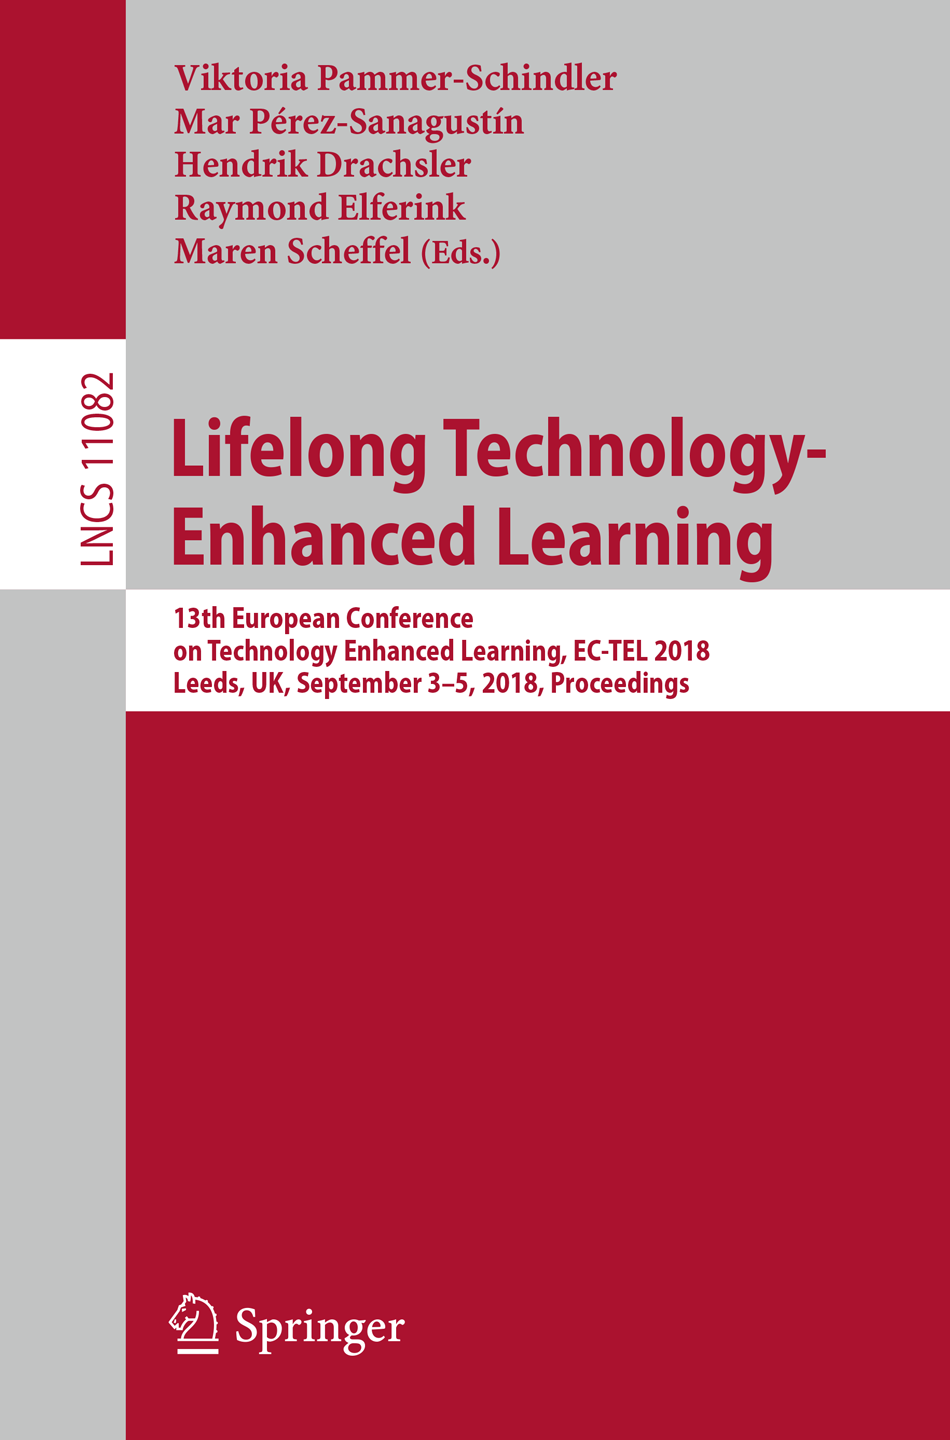 Viktoria Pammer-Schindler
Mar Pérez-Sanagustín
Hendrik Drachsler
Raymond Elferink
Maren Scheffel (Eds.)
LNCS 11082
Lifelong Technology-
Enhanced Learning
13th European Conference
on Technology Enhanced Learning, EC-TEL 2018
Leeds, UK, September 3–5, 2018, Proceedings
Springer